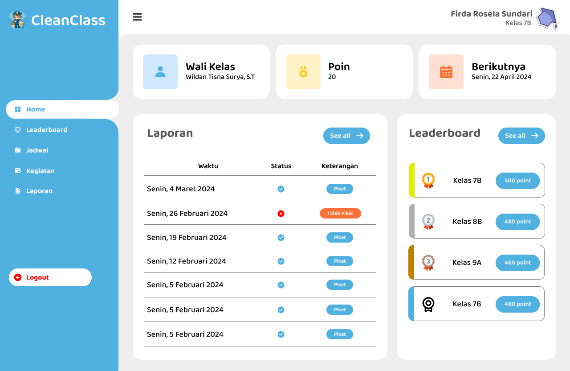 CleanClass
Firda Rosela Sundari
Kelas 7B
Home
Leaderboard
Jadwal
Kegiatan
Laporan
Logout
Wali Kelas
Wildan Tisna Surya, S.T
Poin
20
Berikutnya
Senin, 22 April 2024
Laporan
See all
Waktu Status Keterangan
Senin, 4 Maret 2024 Piket
Senin, 26 Februari 2024 Tidak Piket
Senin, 19 Februari 2024 Piket
Senin, 12 Februari 2024 Piket
Senin, 5 Februari 2024 Piket
Senin, 5 Februari 2024 Piket
Senin, 5 Februari 2024 Piket
Leaderboard
See all
1 Kelas 7B 500 point
2 Kelas 8B 480 point
3 Kelas 9A 460 point
Kelas 7B 460 point